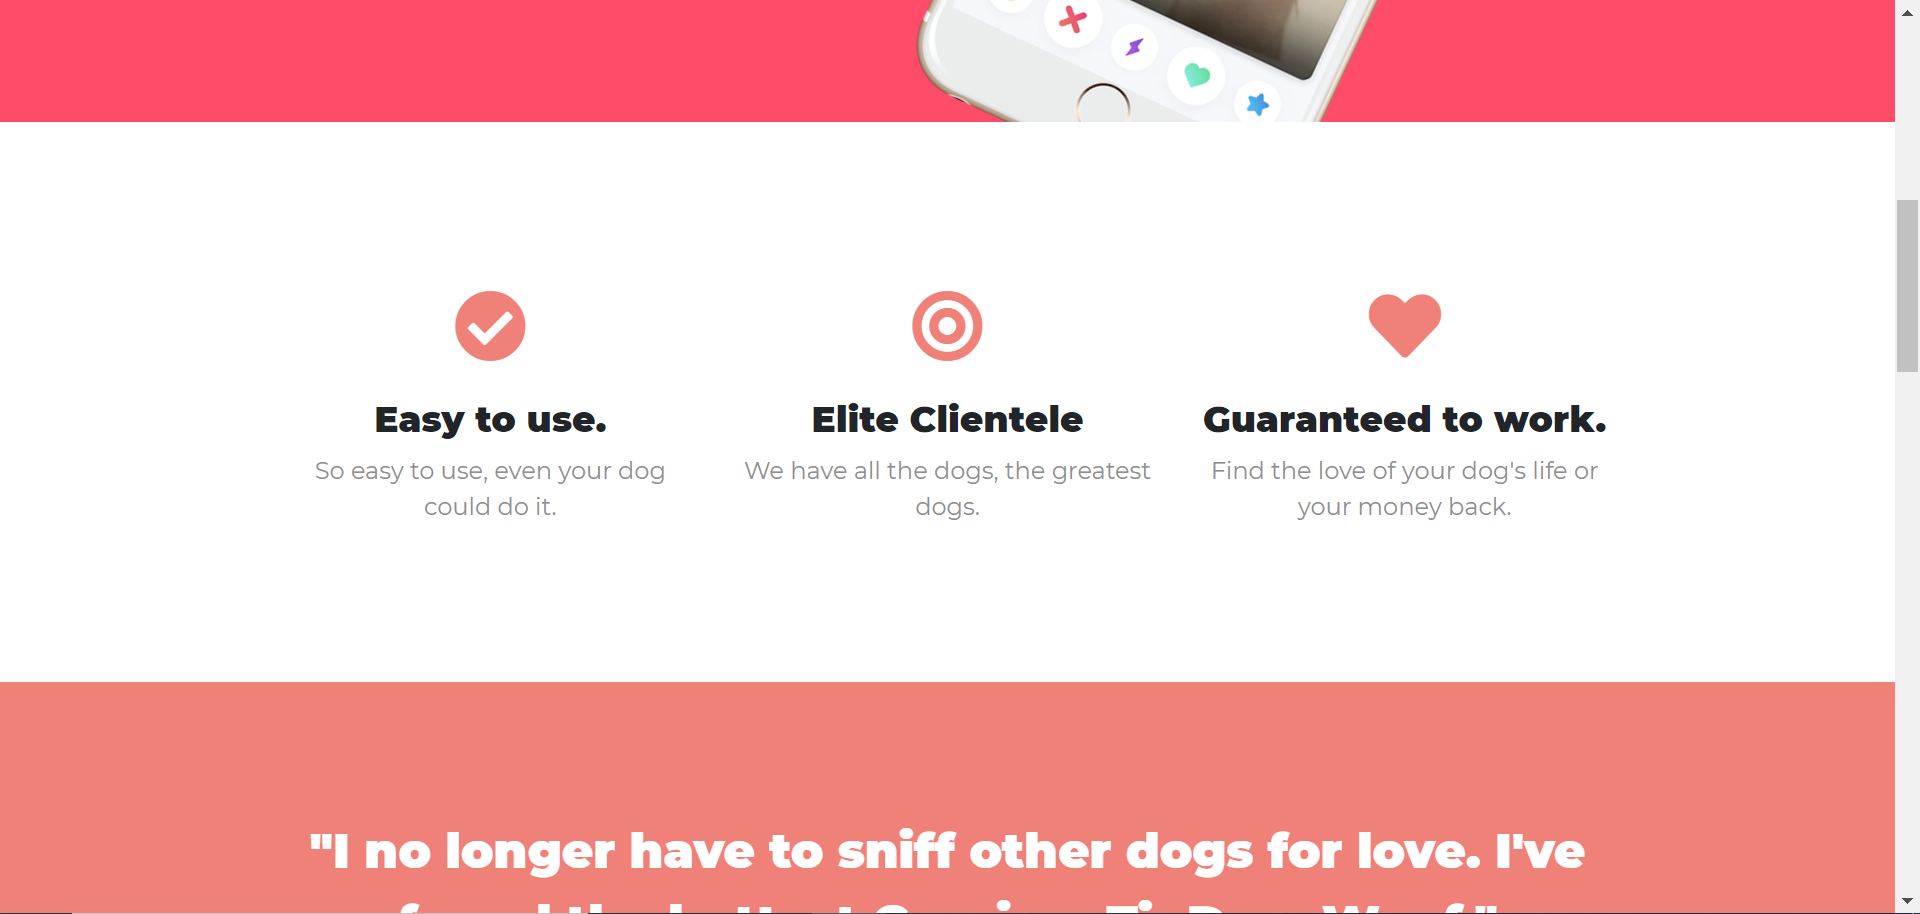 Easy to use.
So easy to use, even your dog
could do it.
Elite Clientele
We have all the dogs, the greatest
dogs.
Guaranteed to work.
Find the love of your dog's life or
your money back.
"I no longer have to sniff other dogs for love. I've